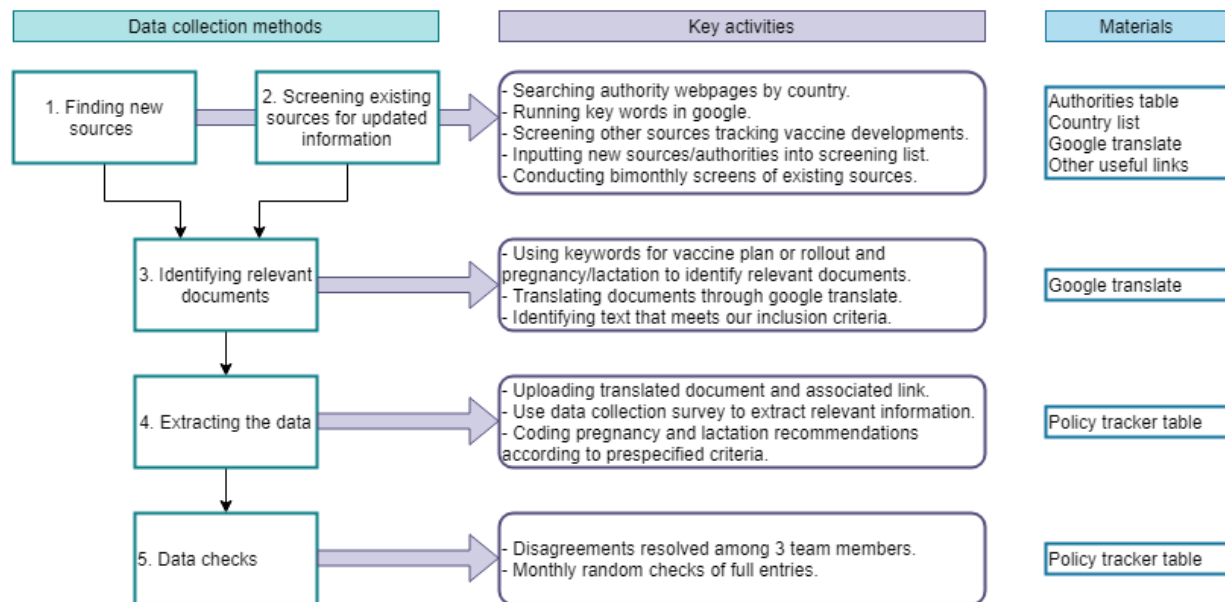 Data collection methods
Key activities
Materials
1. Finding new
sources
2. Screening existing
sources for updated
information
- Searching authority webpages by country.
- Running key words in google.
- Screening other sources tracking vaccine developments.
- Inputting new sources/authorities into screening list.
- Conducting bimonthly screens of existing sources.
Authorities table
Country list
Google translate
Other useful links
3. Identifying relevant
documents
- Using keywords for vaccine plan or rollout and
pregnancy/lactation to identify relevant documents.
- Translating documents through google translate.
- Identifying text that meets our inclusion criteria.
Google translate
4. Extracting the data
- Uploading translated document and associated link.
- Use data collection survey to extract relevant information.
- Coding pregnancy and lactation recommendations
according to prespecified criteria.
Policy tracker table
5. Data checks
- Disagreements resolved among 3 team members.
- Monthly random checks of full entries.
Policy tracker table